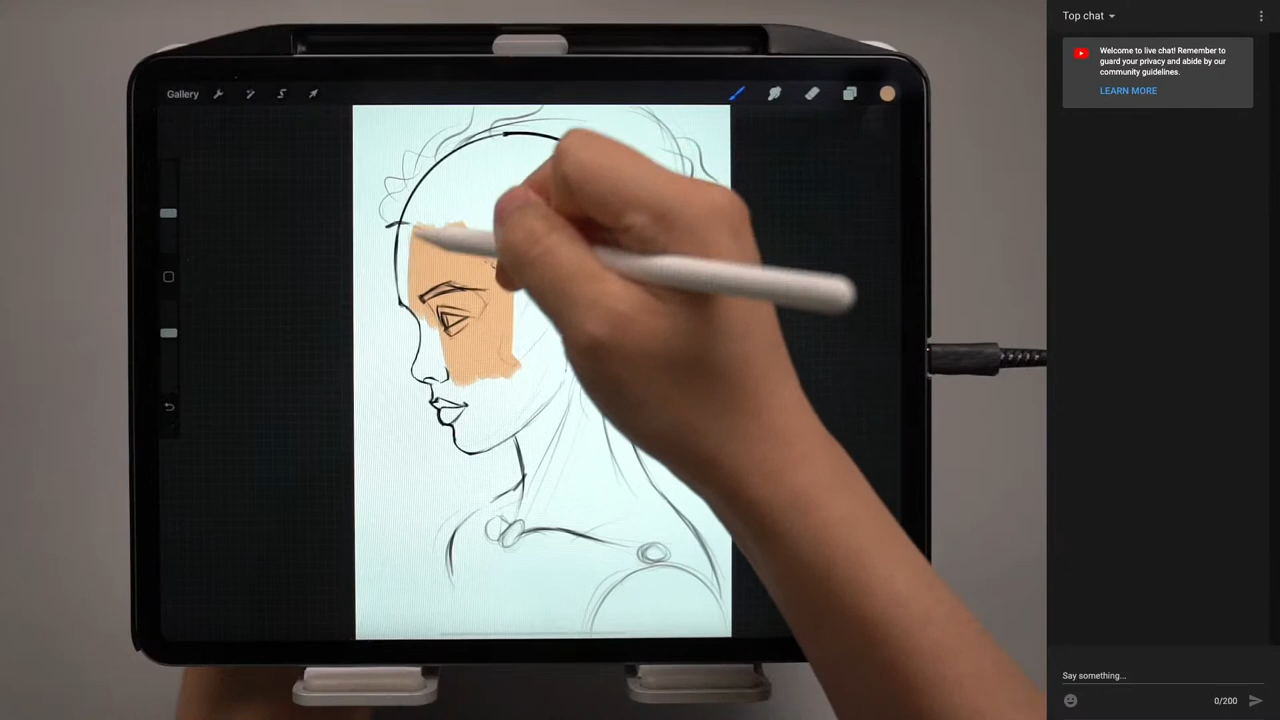 Gallery
Top chat
Welcome to live chat! Remember to
guard your privacy and abide by our
community guidelines.
LEARN MORE
Say something...
0/200